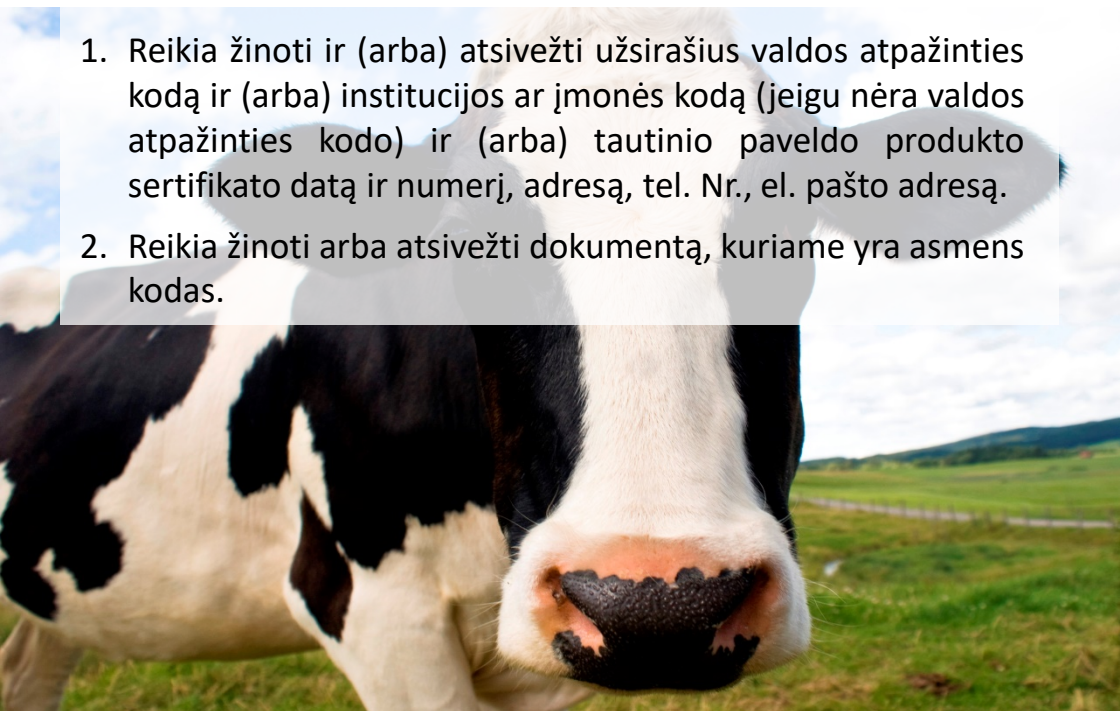 1. Reikia žinoti ir (arba) atsivežti užsirašius valdos atpažinties
kodą ir (arba) institucijos ar įmonės kodą (jeigu nėra valdos
atpažinties kodo) ir (arba) tautinio paveldo produkto
sertifikato datą ir numerį, adresą, tel. Nr., el. pašto adresą.
2. Reikia žinoti arba atsivežti dokumentą, kuriame yra asmens
kodas.